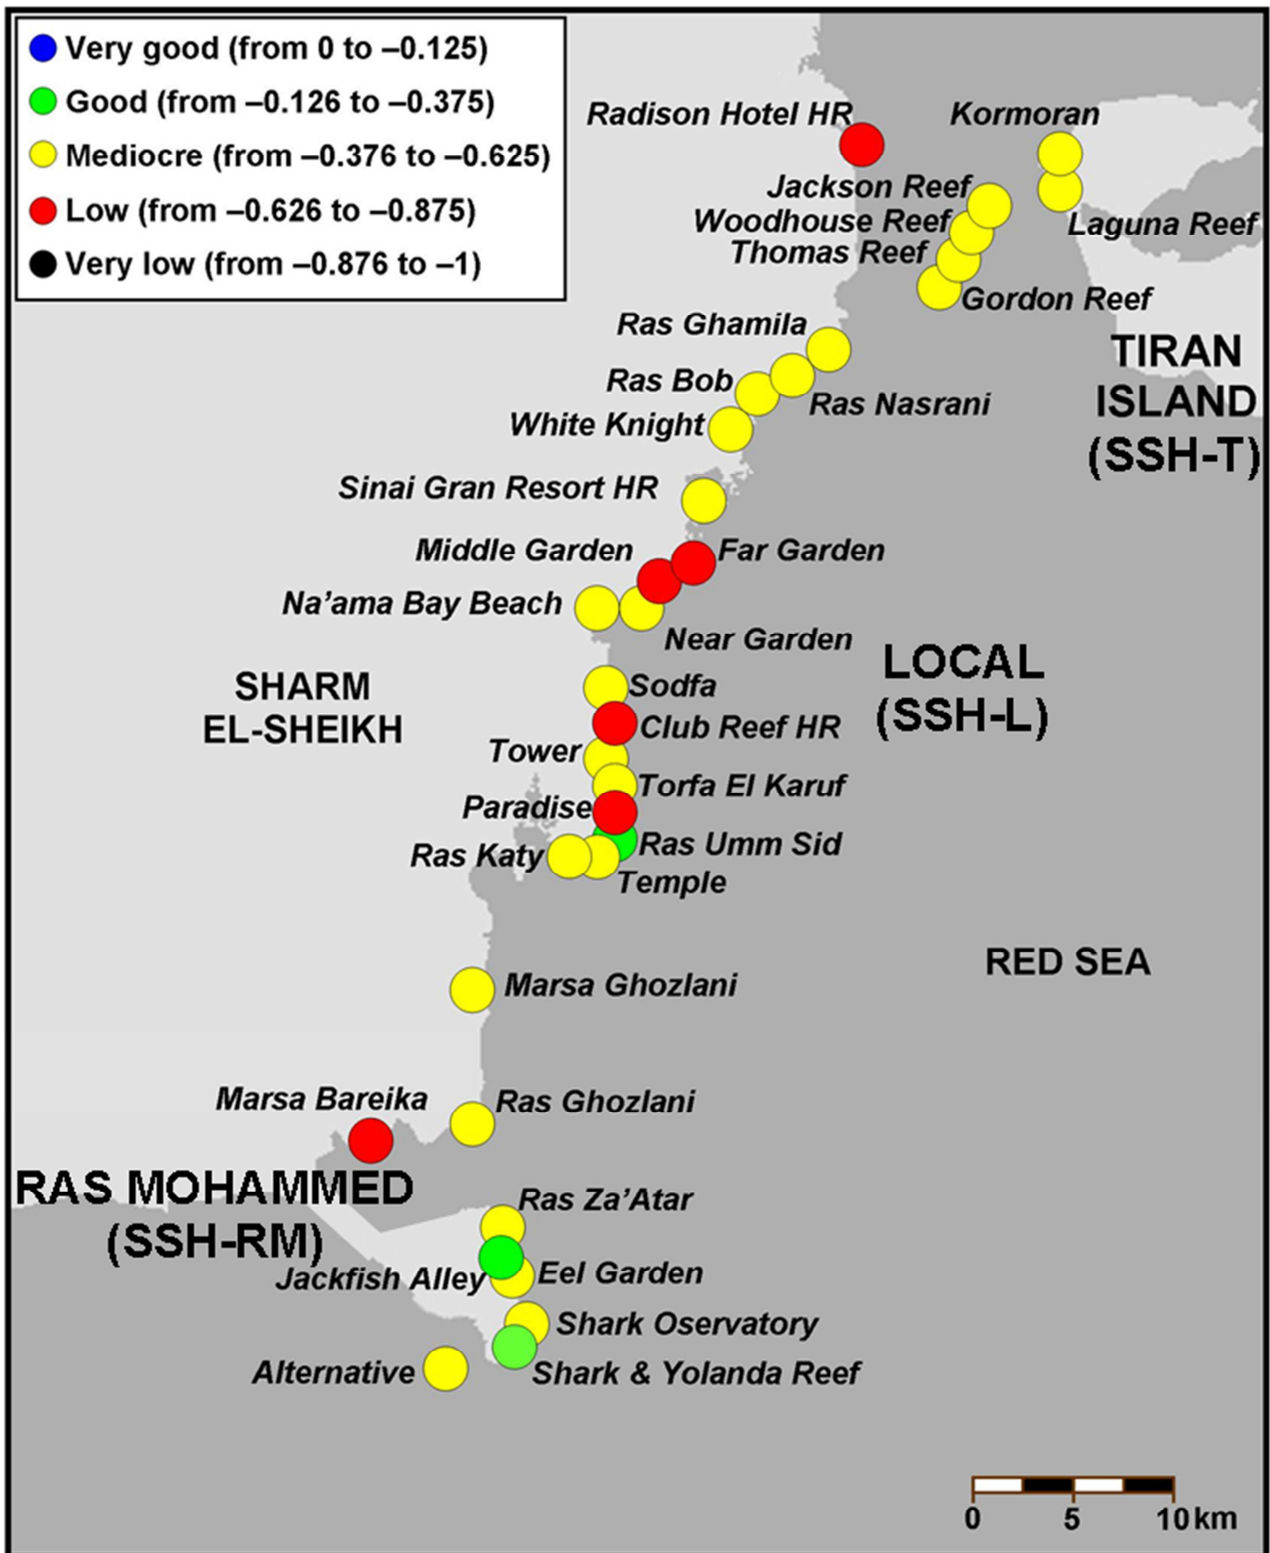 Very good (from 0 to –0.125)
Good (from –0.126 to –0.375)
Mediocre (from –0.376 to –0.625)
Low (from –0.626 to –0.875)
Very low (from –0.876 to –1)
Radison Hotel HR
Kormoran
Jackson Reef
Woodhouse Reef
Laguna Reef
Thomas Reef
Gordon Reef
Ras Ghamila
TIRAN
ISLAND
(SSH-T)
Ras Bob
Ras Nasrani
White Knight
Sinai Gran Resort HR
Middle Garden
Far Garden
Na’ama Bay Beach
Near Garden
LOCAL
(SSH-L)
SHARM
EL-SHEIKH
Sodfa
Club Reef HR
Tower
Torfa El Karuf
Paradise
Ras Umm Sid
Ras Katy
Temple
RED SEA
Marsa Ghozlani
Marsa Bareika
Ras Ghozlani
RAS MOHAMMED
(SSH-RM)
Ras Za’Atar
Jackfish Alley
Eel Garden
Shark Oservatory
Alternative
Shark & Yolanda Reef
0 5 10 km